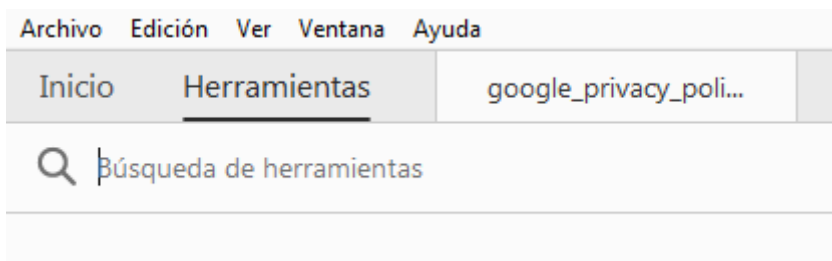 Archivo Edición Ver Ventana Ayuda
Inicio Herramientas google_privacy_poli...
Búsqueda de herramientas